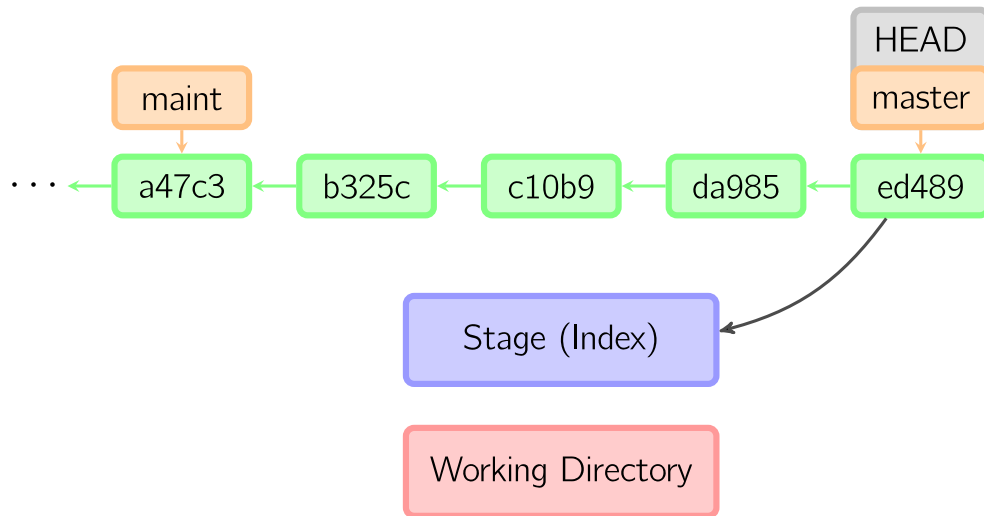 HEAD
maint
master
...
a47c3
b325c
c10b9
da985
ed489
Stage (Index)
Working Directory